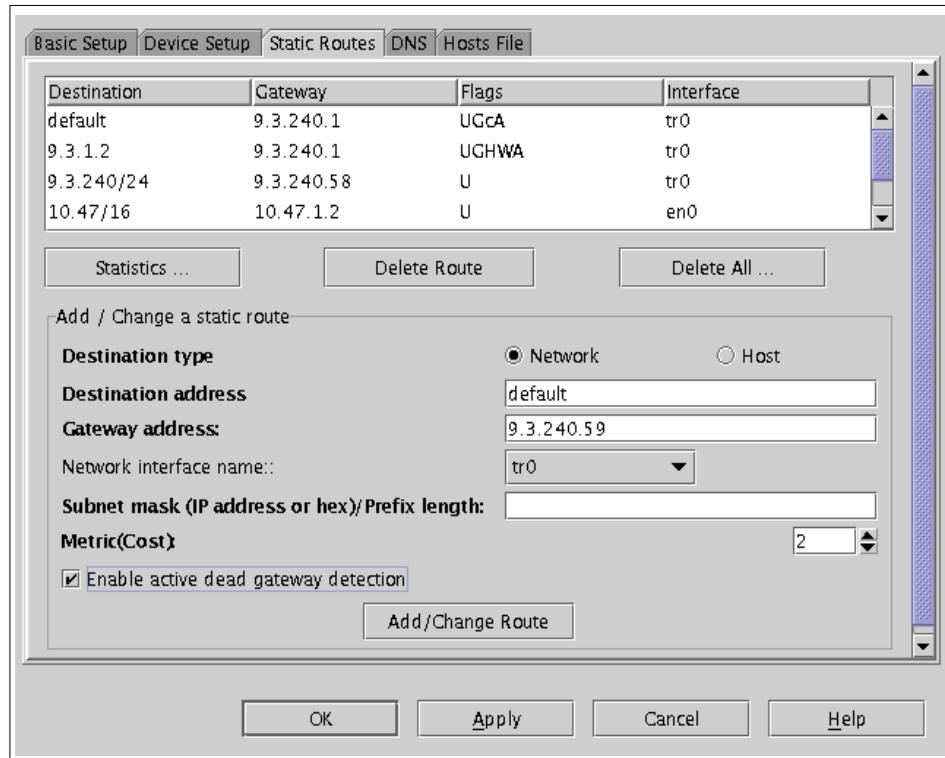 Basic Setup Device Setup Static Routes DNS Hosts File
Destination Gateway Flags Interface
default 9.3.240.1 UGcA tr0
9.3.1.2 9.3.240.1 UGHWA tr0
9.3.240/24 9.3.240.58 U tr0
10.47/16 10.47.1.2 U en0
Statistics ... Delete Route Delete All ...
Add / Change a static route
Destination type Network Host
Destination address default
Gateway address: 9.3.240.59
Network interface name:: tr0
Subnet mask (IP address or hex)/Prefix length:
Metric(Cost): 2
Enable active dead gateway detection
Add/Change Route
OK Apply Cancel Help